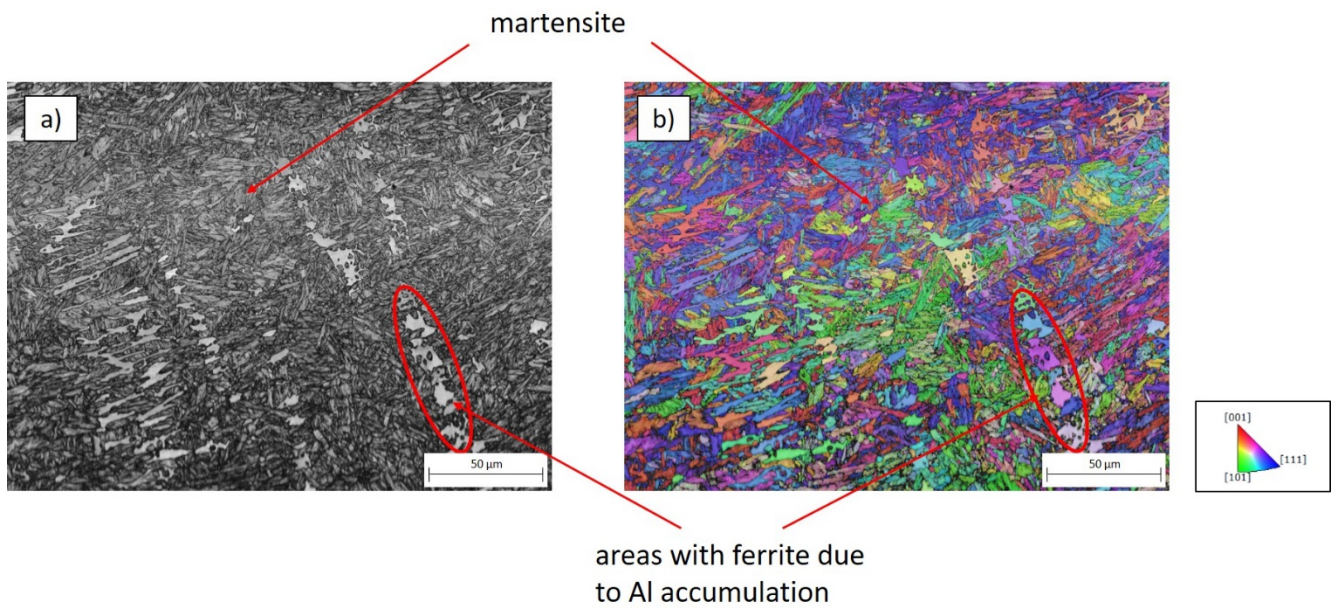 martensite
a)
b)
50 µm
50 µm
[001]
[111]
[101]
areas with ferrite due
to Al accumulation